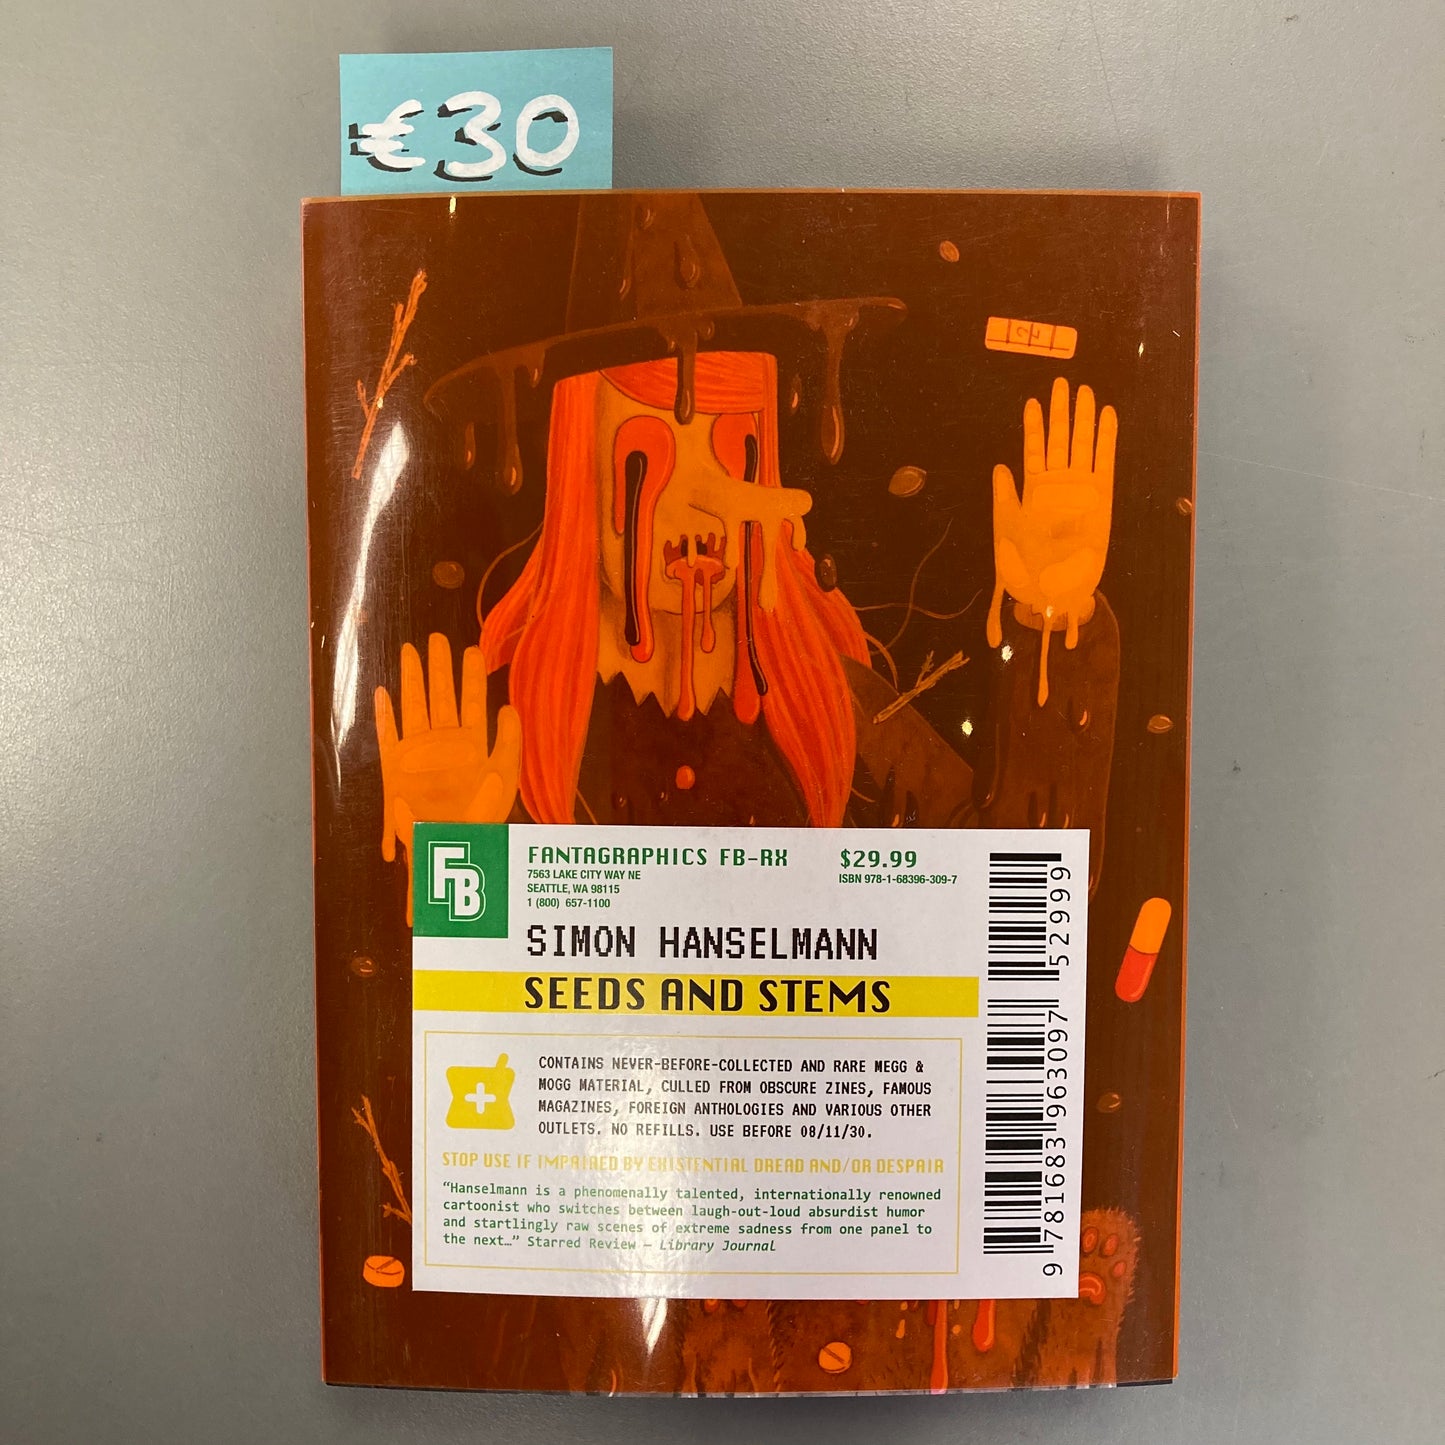 €30
FB
FANTAGRAPHICS FB-RX
7563 LAKE CITY WAY NE
SEATTLE, WA 98115
1 (800) 657-1100
$29.99
ISBN 978-1-68396-309-7
SIMON HANSELMANN
SEEDS AND STEMS
CONTAINS NEVER-BEFORE-COLLECTED AND RARE MEGG &
MOGG MATERIAL, CULLED FROM OBSCURE ZINES, FAMOUS
MAGAZINES, FOREIGN ANTHOLOGIES AND VARIOUS OTHER
OUTLETS. NO REFILLS. USE BEFORE 08/11/30.
STOP USE IF IMPAIRED BY EXISTENTIAL DREAD AND/OR DESPAIR
“Hanselmann is a phenomenally talented, internationally renowned
cartoonist who switches between laugh-out-loud absurdist humor
and startlingly raw scenes of extreme sadness from one panel to
the next…” Starred Review — Library Journal
52999
9 781683 963097